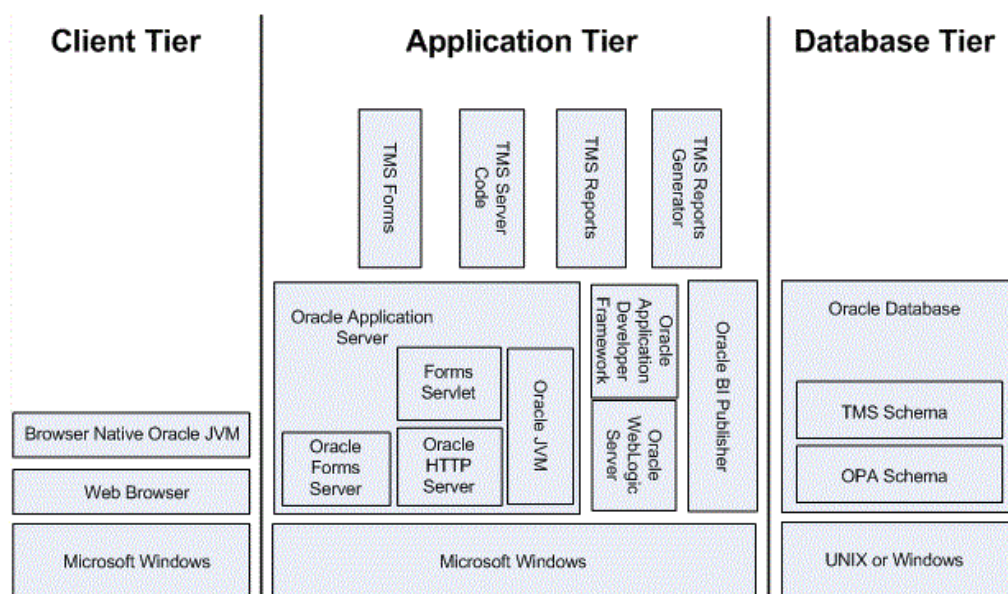 Client Tier
Application Tier
Database Tier
TMS Forms
TMS Server
Code
TMS Reports
TMS Reports
Generator
Oracle Application
Server
Forms
Servlet
Oracle JVM
Oracle
Forms
Server
Oracle
HTTP
Server
Oracle
Application
Developer
Framework
Oracle
WebLogic
Server
Oracle BI Publisher
Oracle Database
TMS Schema
OPA Schema
Browser Native Oracle JVM
Web Browser
Microsoft Windows
Microsoft Windows
UNIX or Windows